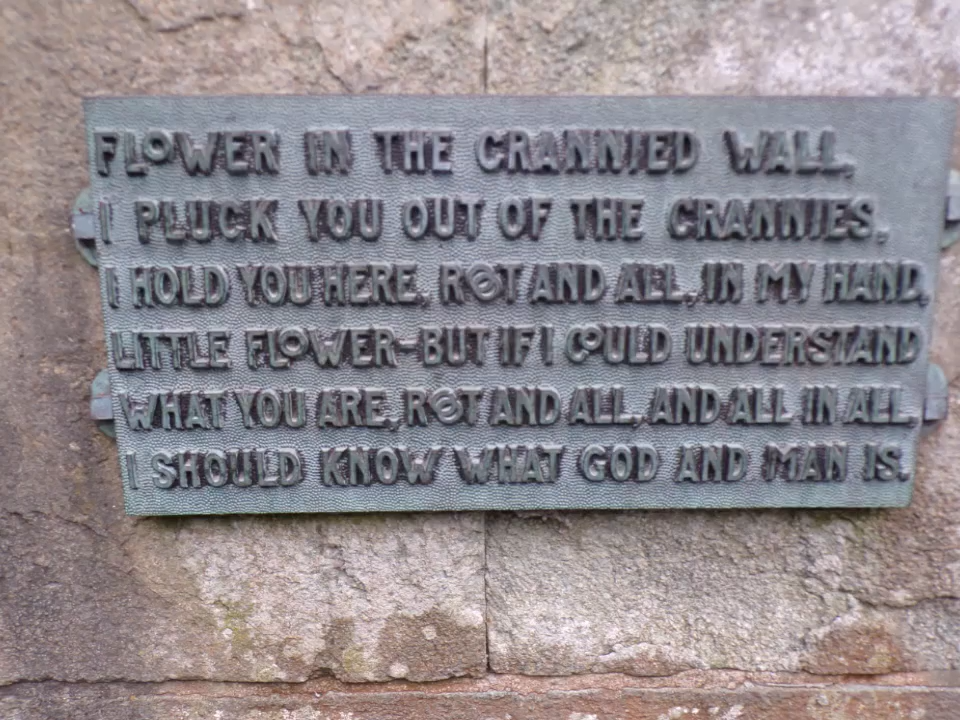 FLOWER IN THE CRANNIED WALL,
I PLUCK YOU OUT OF THE CRANNIES.
I HOLD YOU HERE, ROOT AND ALL, IN MY HAND,
LITTLE FLOWER–BUT IF I COULD UNDERSTAND
WHAT YOU ARE, ROOT AND ALL, AND ALL IN ALL,
I SHOULD KNOW WHAT GOD AND MAN IS.